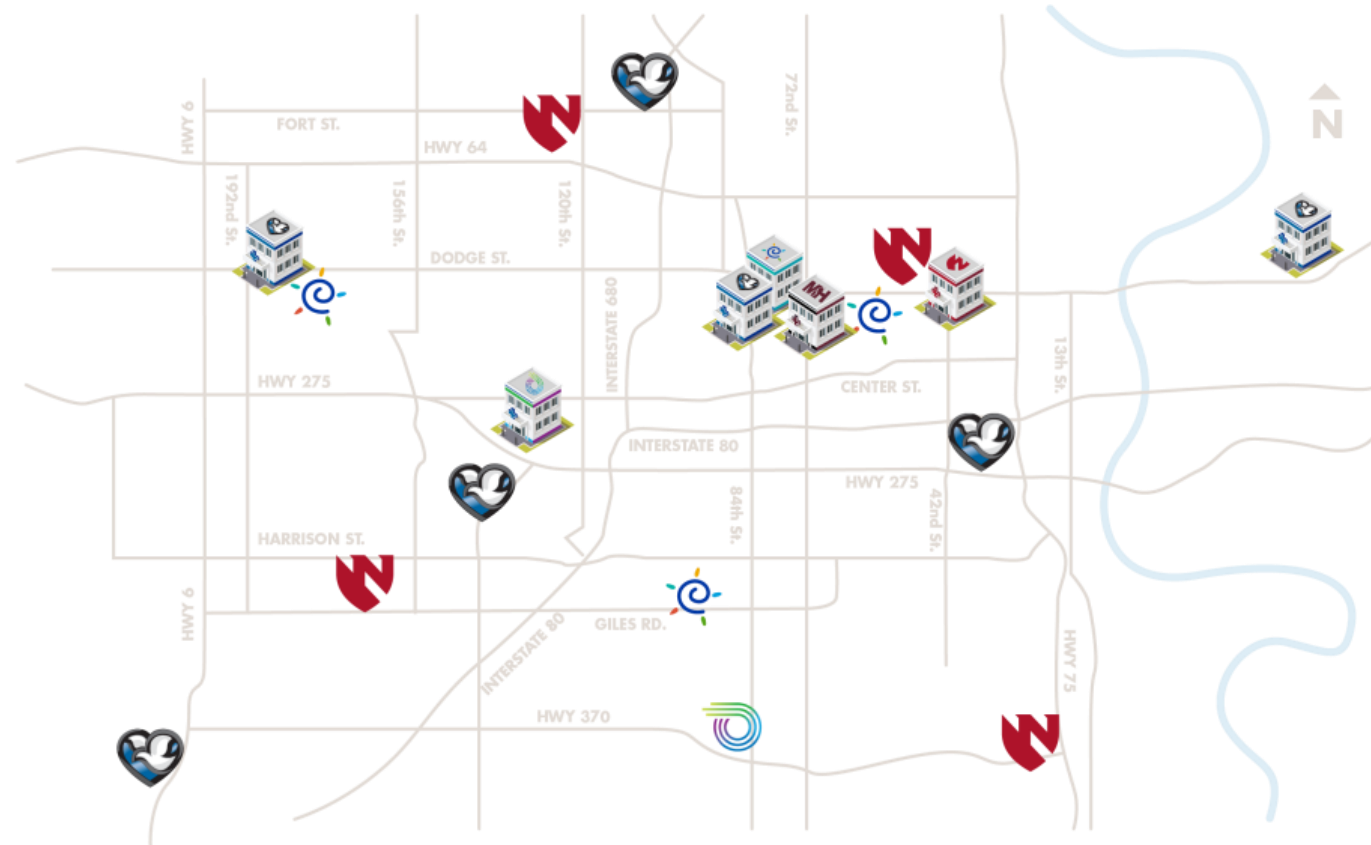 FORT ST.
HWY 6
72nd St.
N
HWY 64
192nd St.
156th St.
120th St.
DODGE ST.
INTERSTATE 680
MH
N
N
13th St.
HWY 275
CENTER ST.
INTERSTATE 80
HWY 275
84th St.
42nd St.
HARRISON ST.
N
HWY 6
GILES RD.
INTERSTATE 80
HWY 75
HWY 370
N